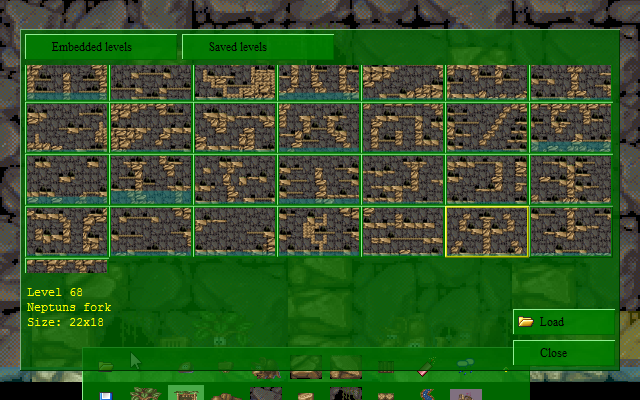 Embedded levels
Saved levels
Level 68
Neptuns fork
Size: 22x18
Load
Close